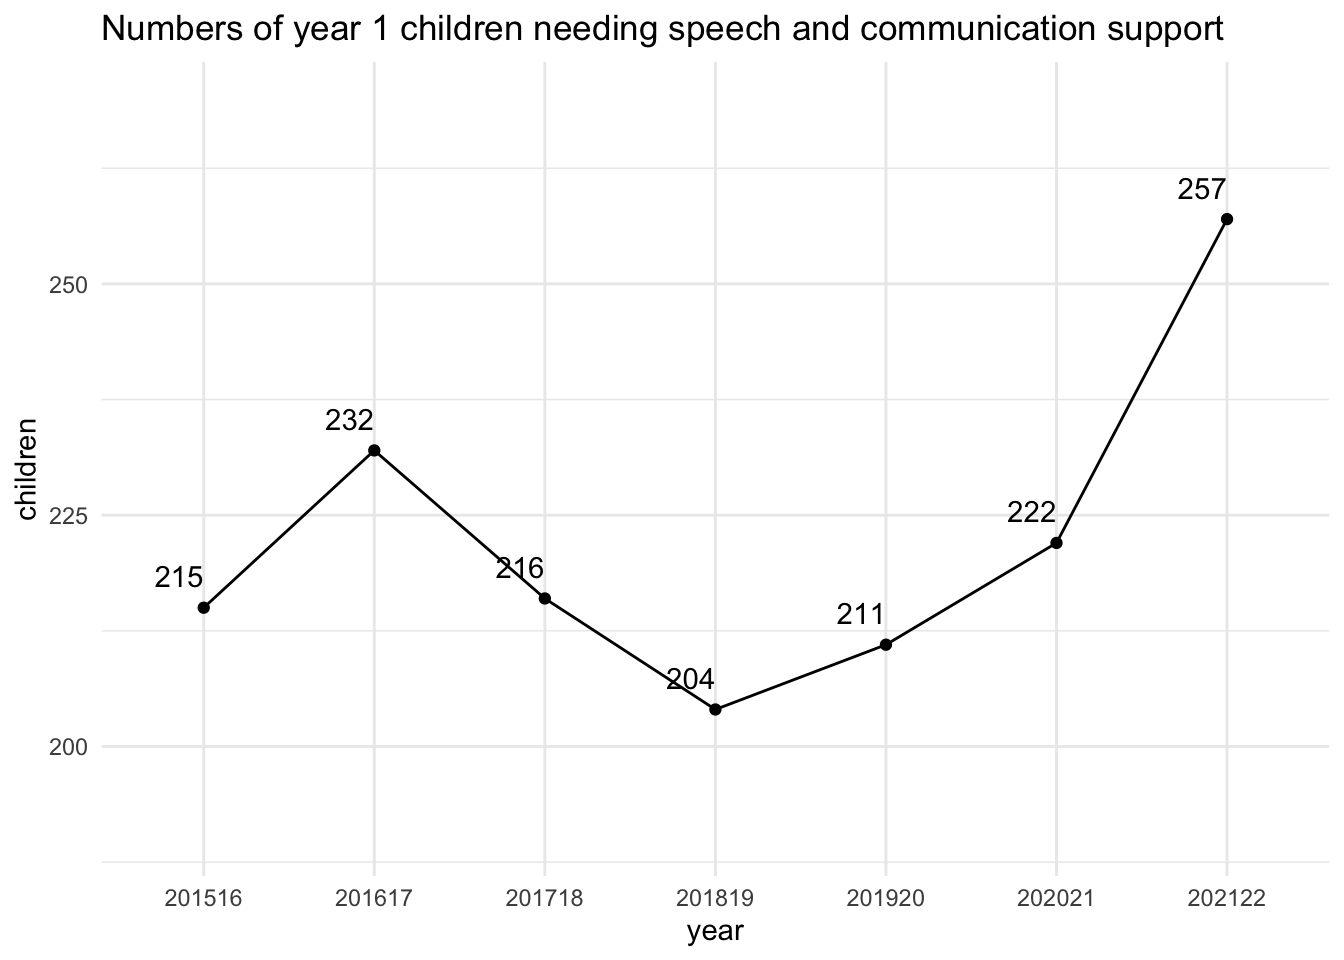 Numbers of year 1 children needing speech and communication support
257
250
232
children
225
222
216
215
211
204
200
201516 201617 201718 201819 201920 202021 202122
year